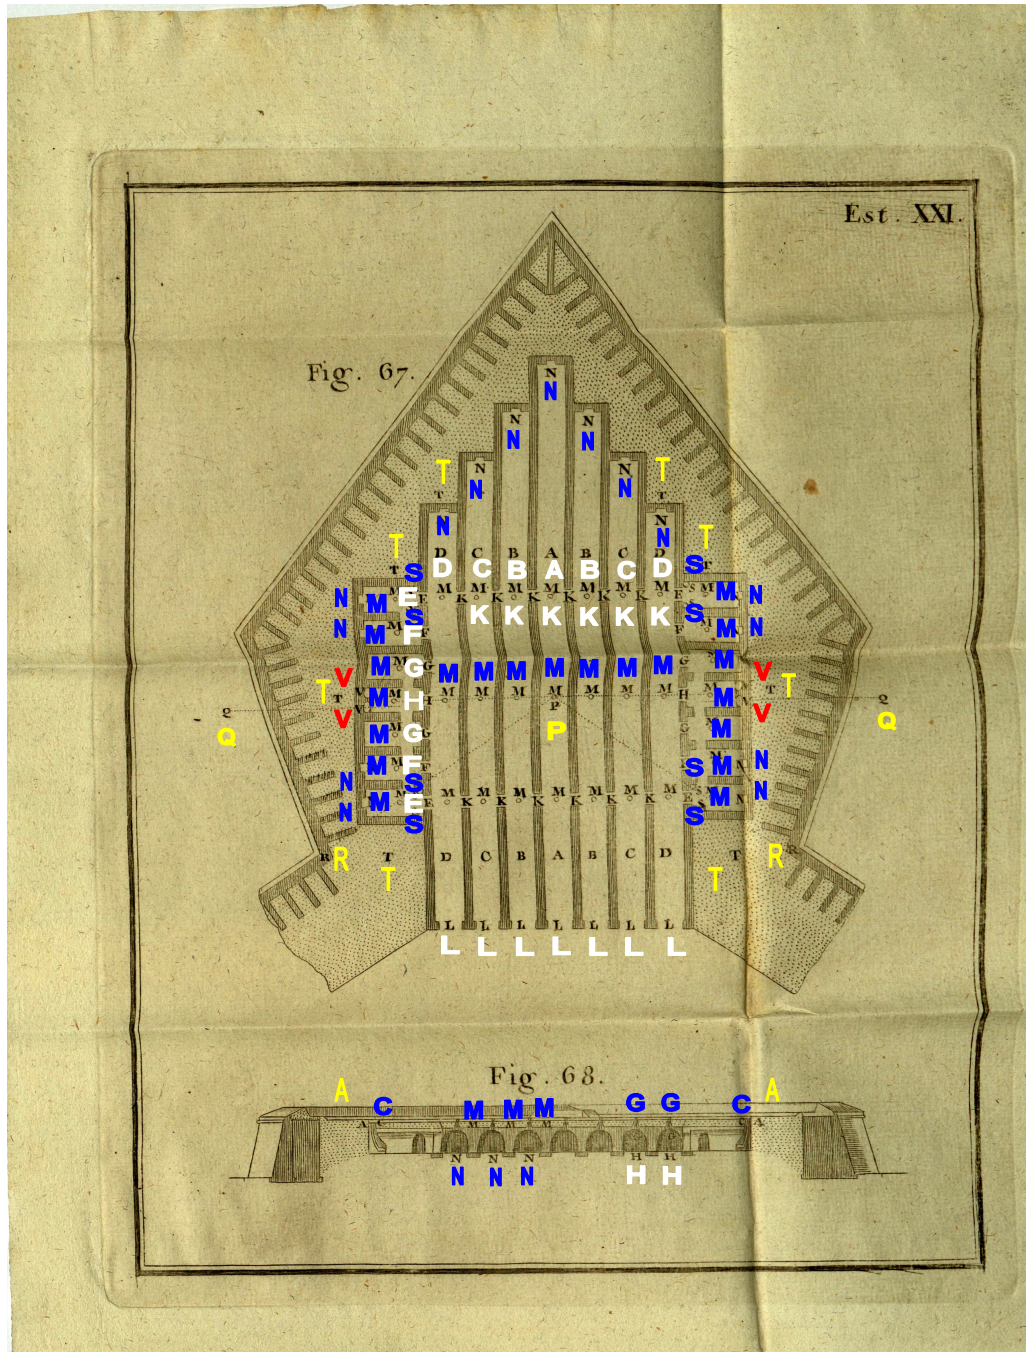 Est. XXI.
Fig. 67.
N
N
N N
N N
T N N T
N N
T T
N N
N N
T D C B A B C D T
D C B A B C D
S S
M E K K K K K K E M
N M E M M
S K K K K K K S
M F F M N
M G M M M M M M M G M
V V
T M H M M M M M M M H M T
V V
Q P Q
Q M G P G M Q
M F S M N
N S M M M M M M M S
M E K K K K K K E M N
N S S
R T D C B A B C D T R
R T T R
L L L L L L L
L L L L L L L
Fig. 68.
A A
C M M M G G C
A C M M M C A
N N N H H
N N N H H